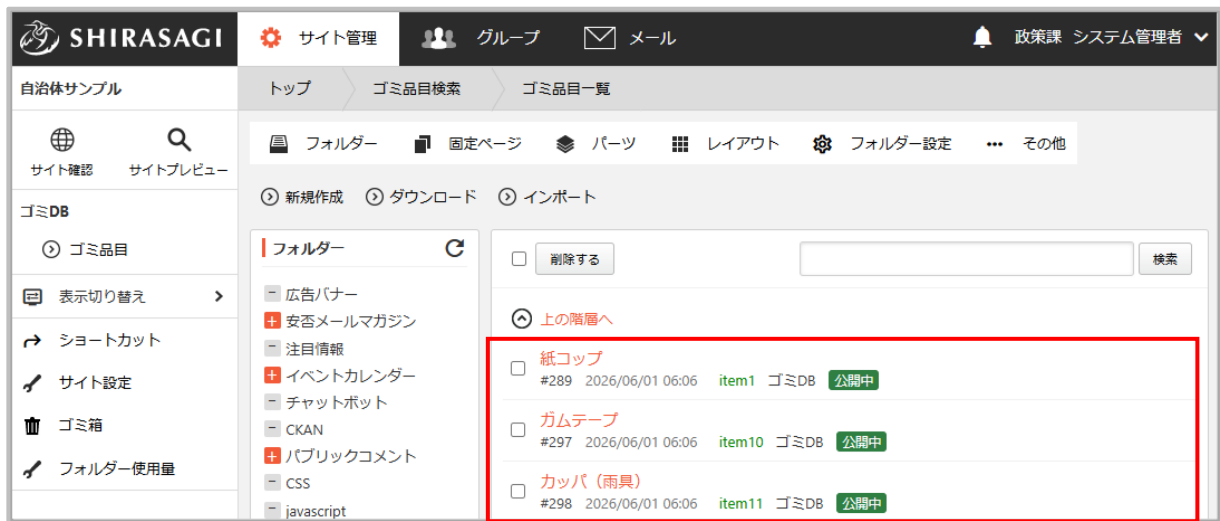 SHIRASAGI
サイト管理
グループ
メール
政策課 システム管理者
自治体サンプル
トップ ゴミ品目検索 ゴミ品目一覧
サイト確認 サイトプレビュー
フォルダー 固定ページ パーツ レイアウト フォルダー設定 その他
新規作成 ダウンロード インポート
ゴミDB
ゴミ品目
表示切り替え
ショートカット
サイト設定
ゴミ箱
フォルダー使用量
フォルダー
広告バナー
安否メールマガジン
注目情報
イベントカレンダー
チャットボット
CKAN
パブリックコメント
CSS
javascript
削除する 検索
上の階層へ
紙コップ
#289 2026/06/01 06:06 item1 ゴミDB 公開中
ガムテープ
#297 2026/06/01 06:06 item10 ゴミDB 公開中
カッパ（雨具）
#298 2026/06/01 06:06 item11 ゴミDB 公開中